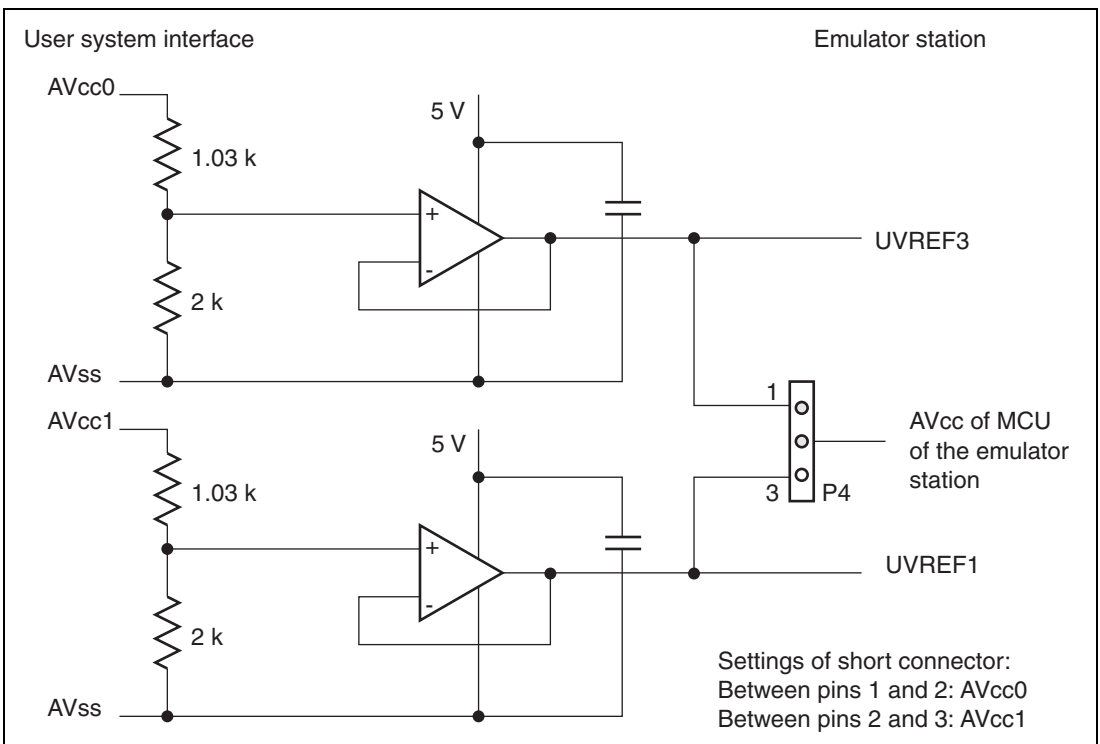 User system interface
Emulator station
AVcc0
5 V
1.03 k
+
-
UVREF3
2 k
AVss
1
AVcc of MCU
of the emulator
station
3
P4
AVcc1
5 V
1.03 k
+
-
UVREF1
2 k
AVss
Settings of short connector:
Between pins 1 and 2: AVcc0
Between pins 2 and 3: AVcc1